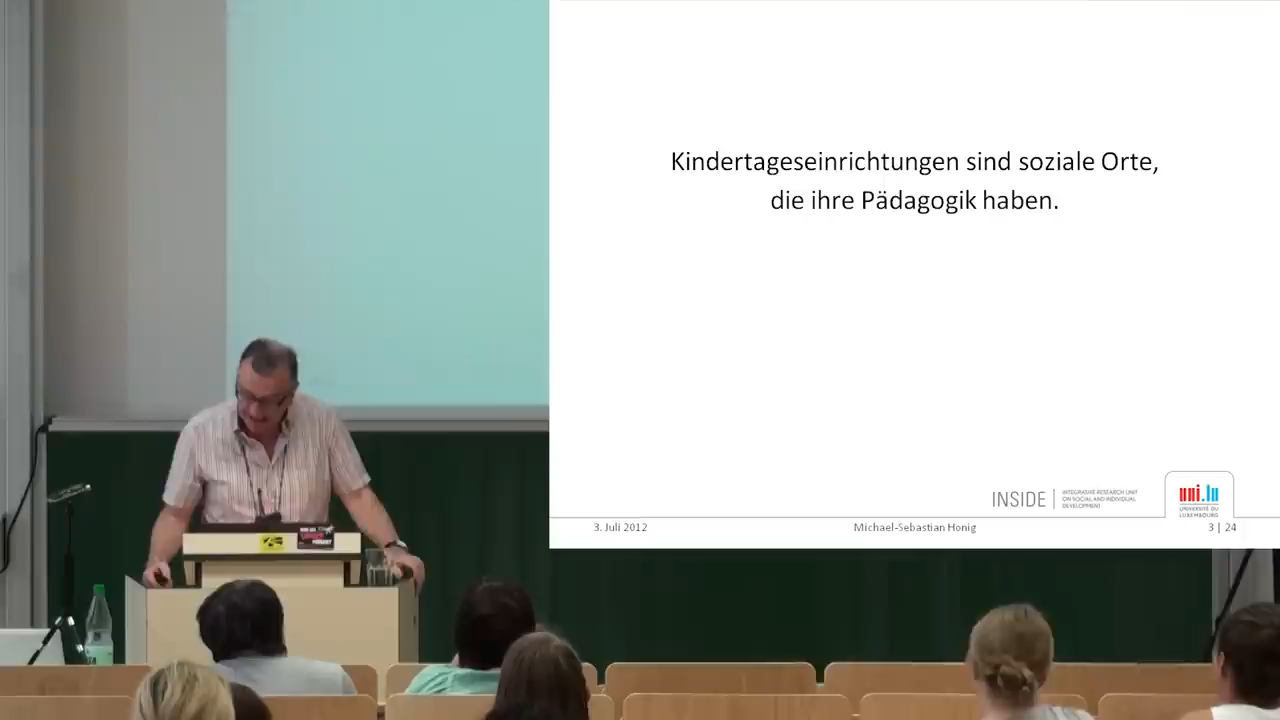 Kindertageseinrichtungen sind soziale Orte,
die ihre Pädagogik haben.
INSIDE
INTEGRATIVE RESEARCH UNIT
ON SOCIAL AND INDIVIDUAL
DEVELOPMENT
uni.lu
UNIVERSITÉ DU
LUXEMBOURG
3. Juli 2012
Michael-Sebastian Honig
3 | 24